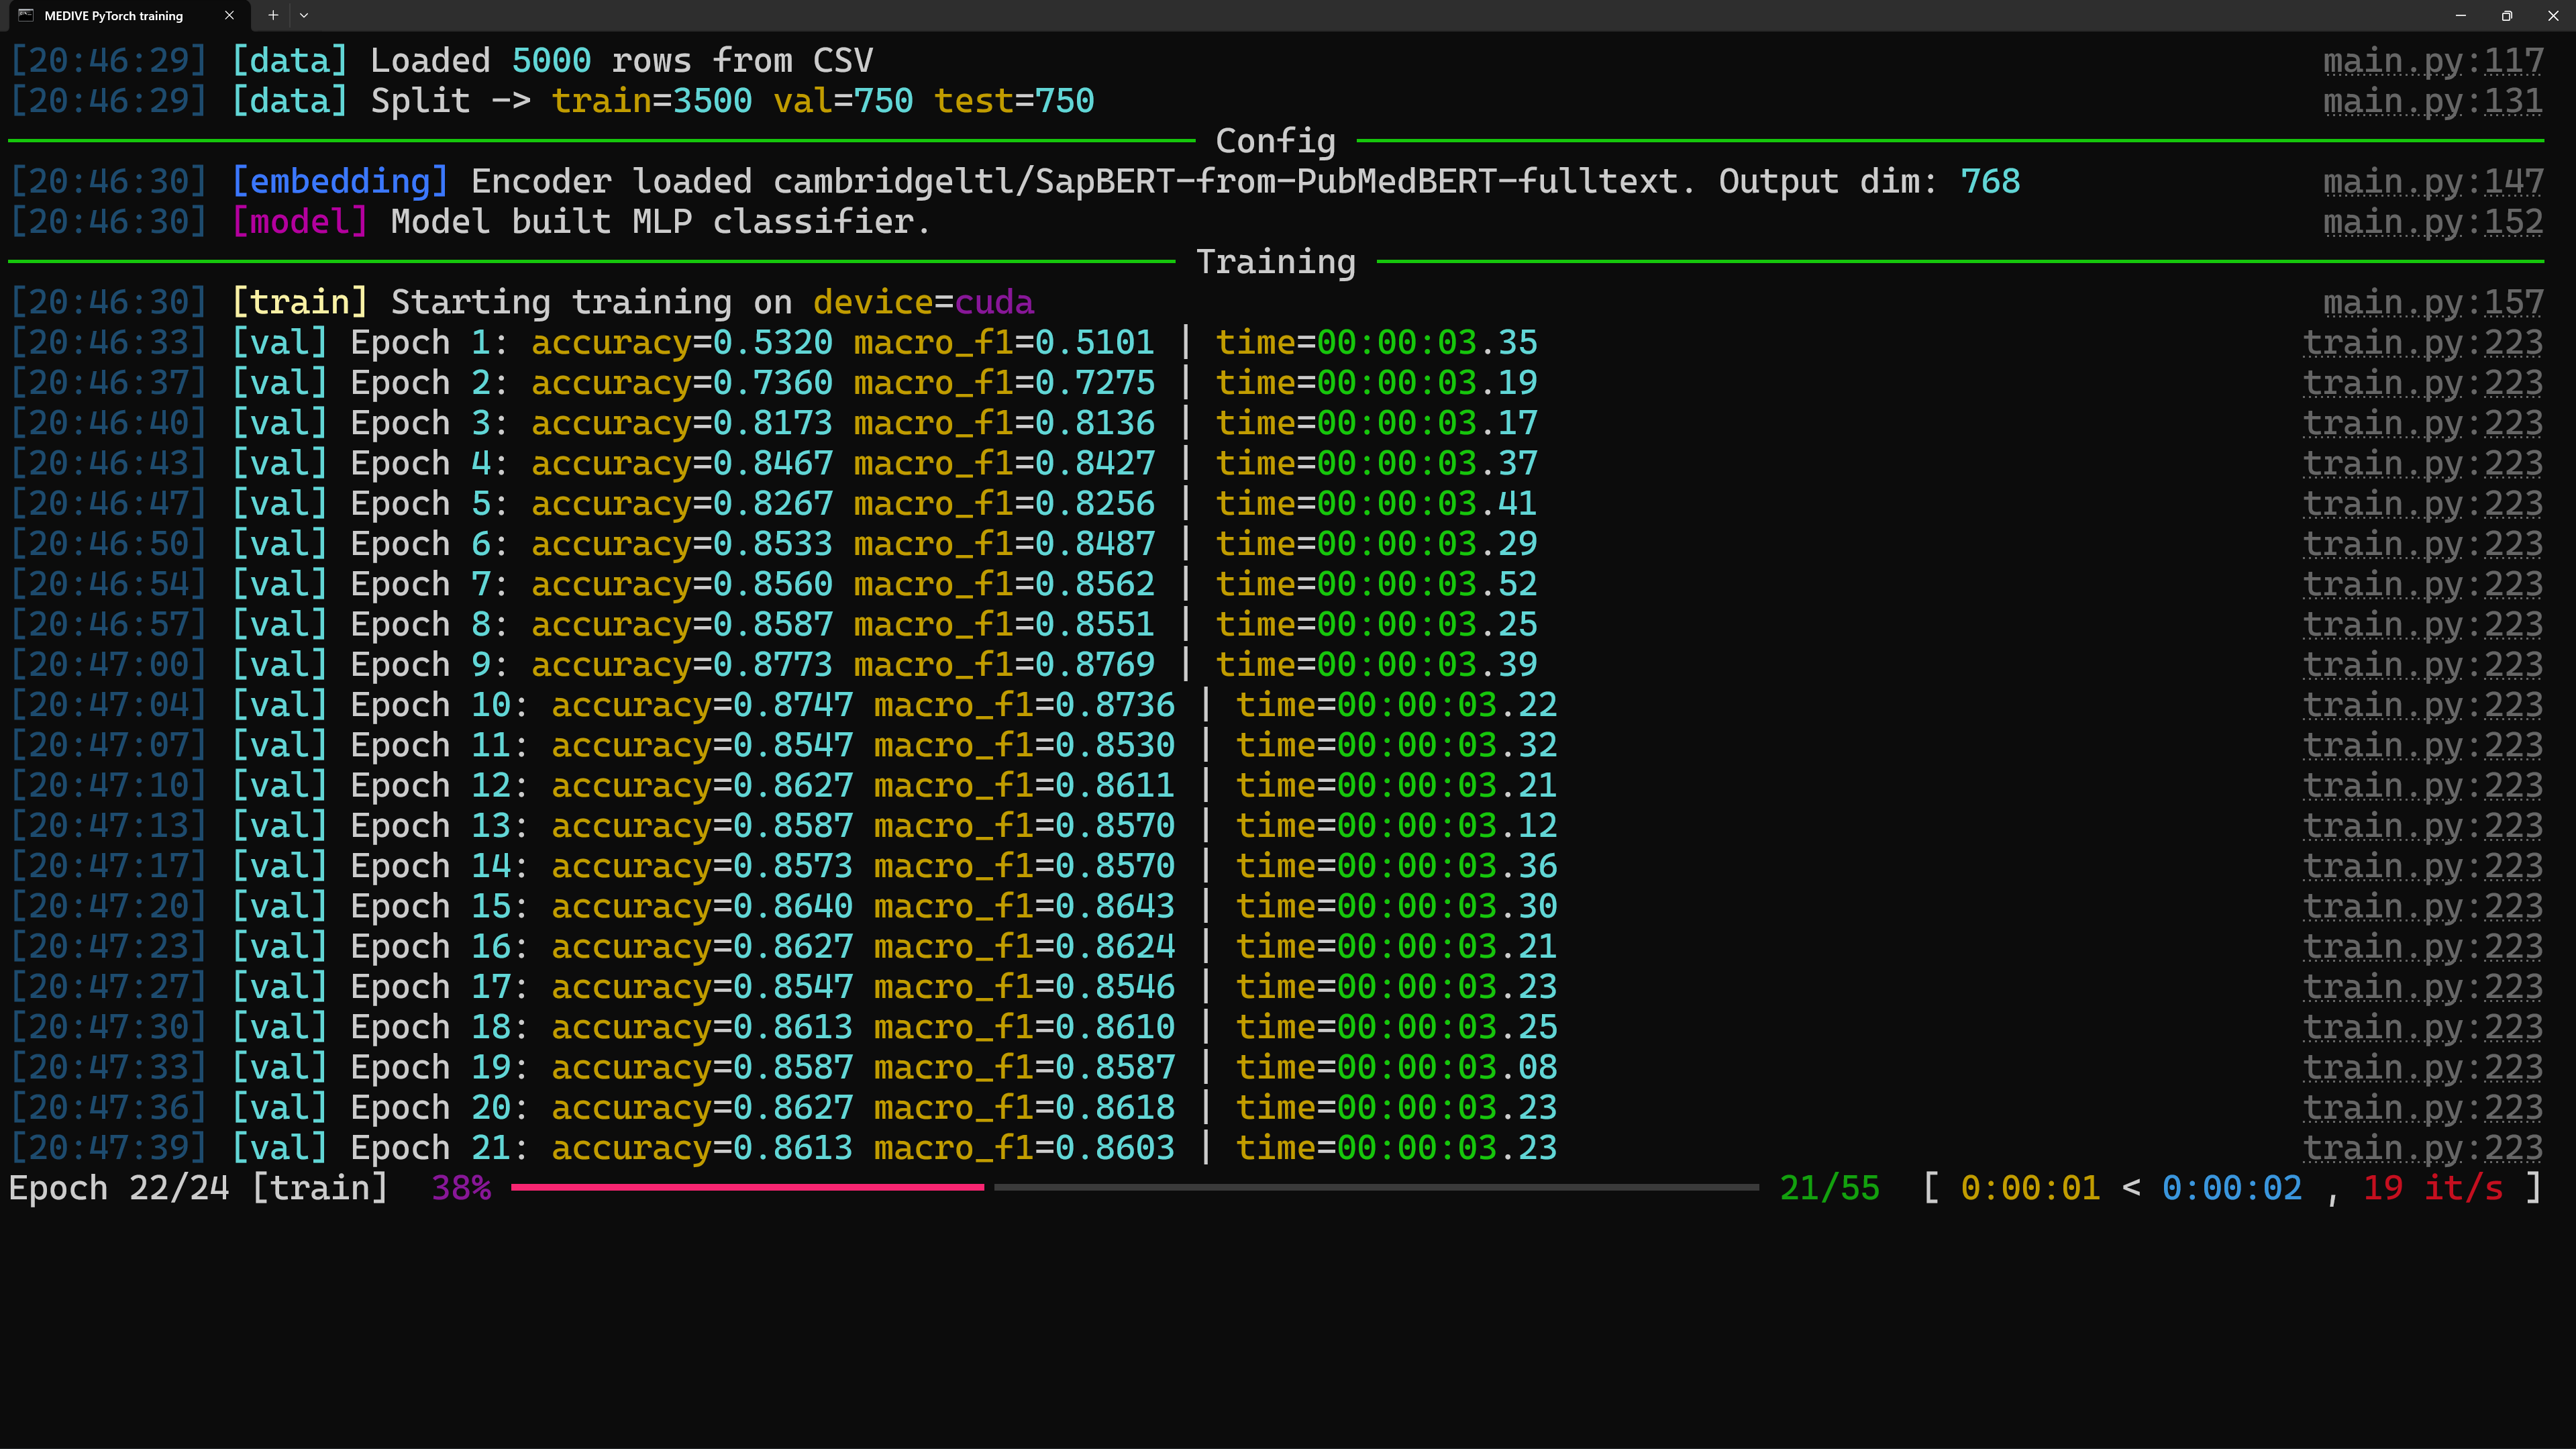 MEDIVE PyTorch training
[20:46:29] [data] Loaded 5000 rows from CSV main.py:117
[20:46:29] [data] Split -> train=3500 val=750 test=750 main.py:131
Config
[20:46:30] [embedding] Encoder loaded cambridgeltl/SapBERT-from-PubMedBERT-fulltext. Output dim: 768 main.py:147
[20:46:30] [model] Model built MLP classifier. main.py:152
Training
[20:46:30] [train] Starting training on device=cuda main.py:157
[20:46:33] [val] Epoch 1: accuracy=0.5320 macro_f1=0.5101 | time=00:00:03.35 train.py:223
[20:46:37] [val] Epoch 2: accuracy=0.7360 macro_f1=0.7275 | time=00:00:03.19 train.py:223
[20:46:40] [val] Epoch 3: accuracy=0.8173 macro_f1=0.8136 | time=00:00:03.17 train.py:223
[20:46:43] [val] Epoch 4: accuracy=0.8467 macro_f1=0.8427 | time=00:00:03.37 train.py:223
[20:46:47] [val] Epoch 5: accuracy=0.8267 macro_f1=0.8256 | time=00:00:03.41 train.py:223
[20:46:50] [val] Epoch 6: accuracy=0.8533 macro_f1=0.8487 | time=00:00:03.29 train.py:223
[20:46:54] [val] Epoch 7: accuracy=0.8560 macro_f1=0.8562 | time=00:00:03.52 train.py:223
[20:46:57] [val] Epoch 8: accuracy=0.8587 macro_f1=0.8551 | time=00:00:03.25 train.py:223
[20:47:00] [val] Epoch 9: accuracy=0.8773 macro_f1=0.8769 | time=00:00:03.39 train.py:223
[20:47:04] [val] Epoch 10: accuracy=0.8747 macro_f1=0.8736 | time=00:00:03.22 train.py:223
[20:47:07] [val] Epoch 11: accuracy=0.8547 macro_f1=0.8530 | time=00:00:03.32 train.py:223
[20:47:10] [val] Epoch 12: accuracy=0.8627 macro_f1=0.8611 | time=00:00:03.21 train.py:223
[20:47:13] [val] Epoch 13: accuracy=0.8587 macro_f1=0.8570 | time=00:00:03.12 train.py:223
[20:47:17] [val] Epoch 14: accuracy=0.8573 macro_f1=0.8570 | time=00:00:03.36 train.py:223
[20:47:20] [val] Epoch 15: accuracy=0.8640 macro_f1=0.8643 | time=00:00:03.30 train.py:223
[20:47:23] [val] Epoch 16: accuracy=0.8627 macro_f1=0.8624 | time=00:00:03.21 train.py:223
[20:47:27] [val] Epoch 17: accuracy=0.8547 macro_f1=0.8546 | time=00:00:03.23 train.py:223
[20:47:30] [val] Epoch 18: accuracy=0.8613 macro_f1=0.8610 | time=00:00:03.25 train.py:223
[20:47:33] [val] Epoch 19: accuracy=0.8587 macro_f1=0.8587 | time=00:00:03.08 train.py:223
[20:47:36] [val] Epoch 20: accuracy=0.8627 macro_f1=0.8618 | time=00:00:03.23 train.py:223
[20:47:39] [val] Epoch 21: accuracy=0.8613 macro_f1=0.8603 | time=00:00:03.23 train.py:223
Epoch 22/24 [train] 38% 21/55 [ 0:00:01 < 0:00:02 , 19 it/s ]